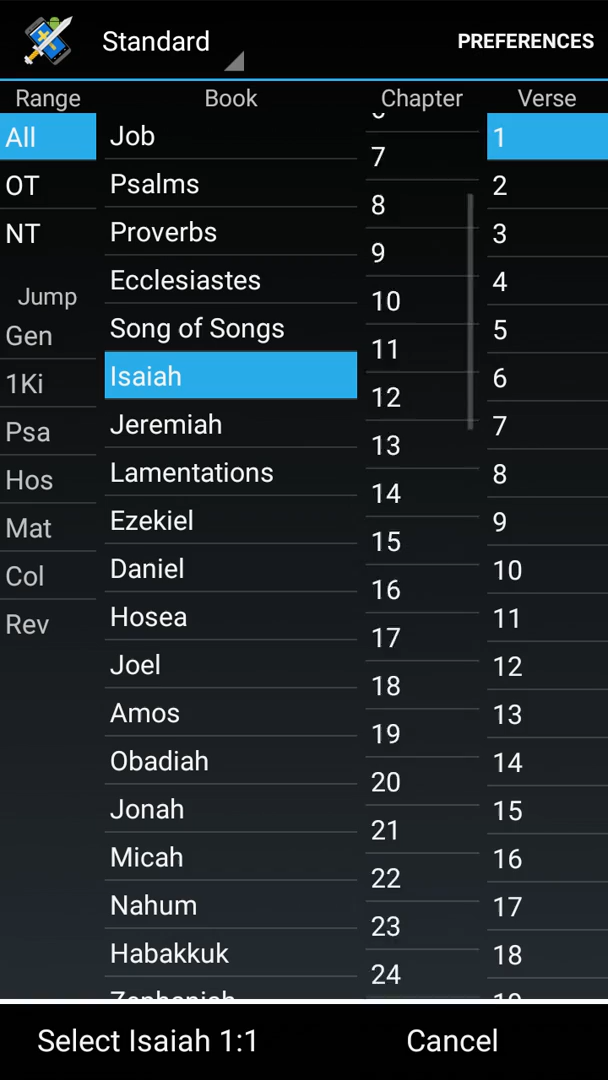 Standard
PREFERENCES
Range
Book
Chapter
Verse
All
OT
NT
Jump
Gen
1Ki
Psa
Hos
Mat
Col
Rev
Job
Psalms
Proverbs
Ecclesiastes
Song of Songs
Isaiah
Jeremiah
Lamentations
Ezekiel
Daniel
Hosea
Joel
Amos
Obadiah
Jonah
Micah
Nahum
Habakkuk
Zephaniah
7
8
9
10
11
12
13
14
15
16
17
18
19
20
21
22
23
24
1
2
3
4
5
6
7
8
9
10
11
12
13
14
15
16
17
18
19
Select Isaiah 1:1
Cancel